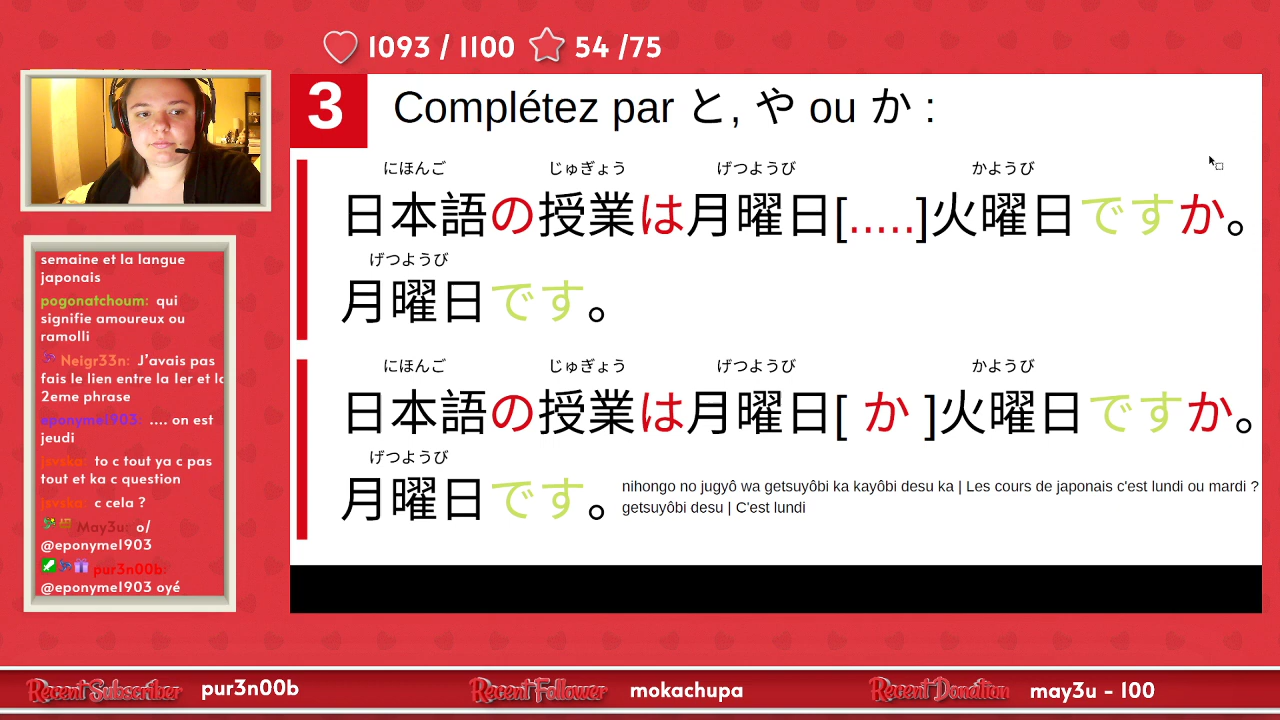 1093 / 1100 54 /75
3 Complétez par と, や ou か :
にほんご じゅぎょう げつようび かようび
日本語の授業は月曜日[.....]火曜日ですか。
げつようび
月曜日です。
にほんご じゅぎょう げつようび かようび
日本語の授業は月曜日[ か ]火曜日ですか。
げつようび
月曜日です。
nihongo no jugyô wa getsuyôbi ka kayôbi desu ka | Les cours de japonais c'est lundi ou mardi ?
getsuyôbi desu | C'est lundi
semaine et la langue
japonais
pogonatchoum: qui
signifie amoureux ou
ramolli
Neigr33n: J'avais pas
fais le lien entre la 1er et la
2eme phrase
eponyme1903: .... on est
jeudi
jsvska: to c tout ya c pas
tout et ka c question
jsvska: c cela ?
May3u: o/
@eponyme1903
pur3n00b:
@eponyme1903 oyé
Recent Subscriber pur3n00b Recent Follower mokachupa Recent Donation may3u - 100